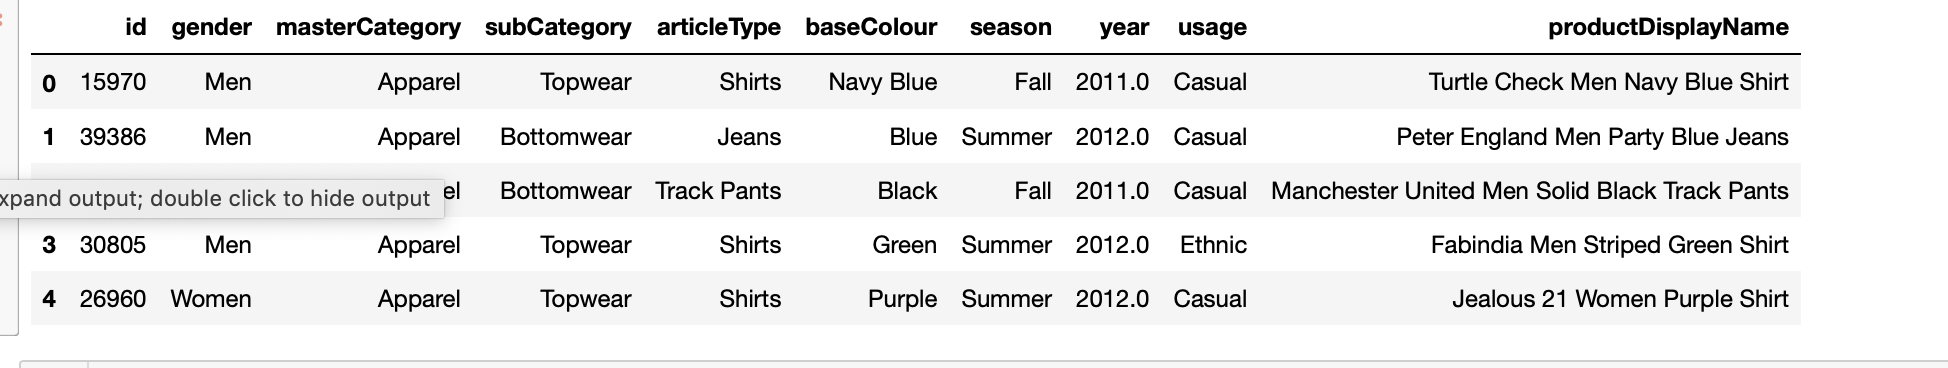 id gender masterCategory subCategory articleType baseColour season year usage productDisplayName
0 15970 Men Apparel Topwear Shirts Navy Blue Fall 2011.0 Casual Turtle Check Men Navy Blue Shirt
1 39386 Men Apparel Bottomwear Jeans Blue Summer 2012.0 Casual Peter England Men Party Blue Jeans
xpand output; double click to hide output el Bottomwear Track Pants Black Fall 2011.0 Casual Manchester United Men Solid Black Track Pants
3 30805 Men Apparel Topwear Shirts Green Summer 2012.0 Ethnic Fabindia Men Striped Green Shirt
4 26960 Women Apparel Topwear Shirts Purple Summer 2012.0 Casual Jealous 21 Women Purple Shirt